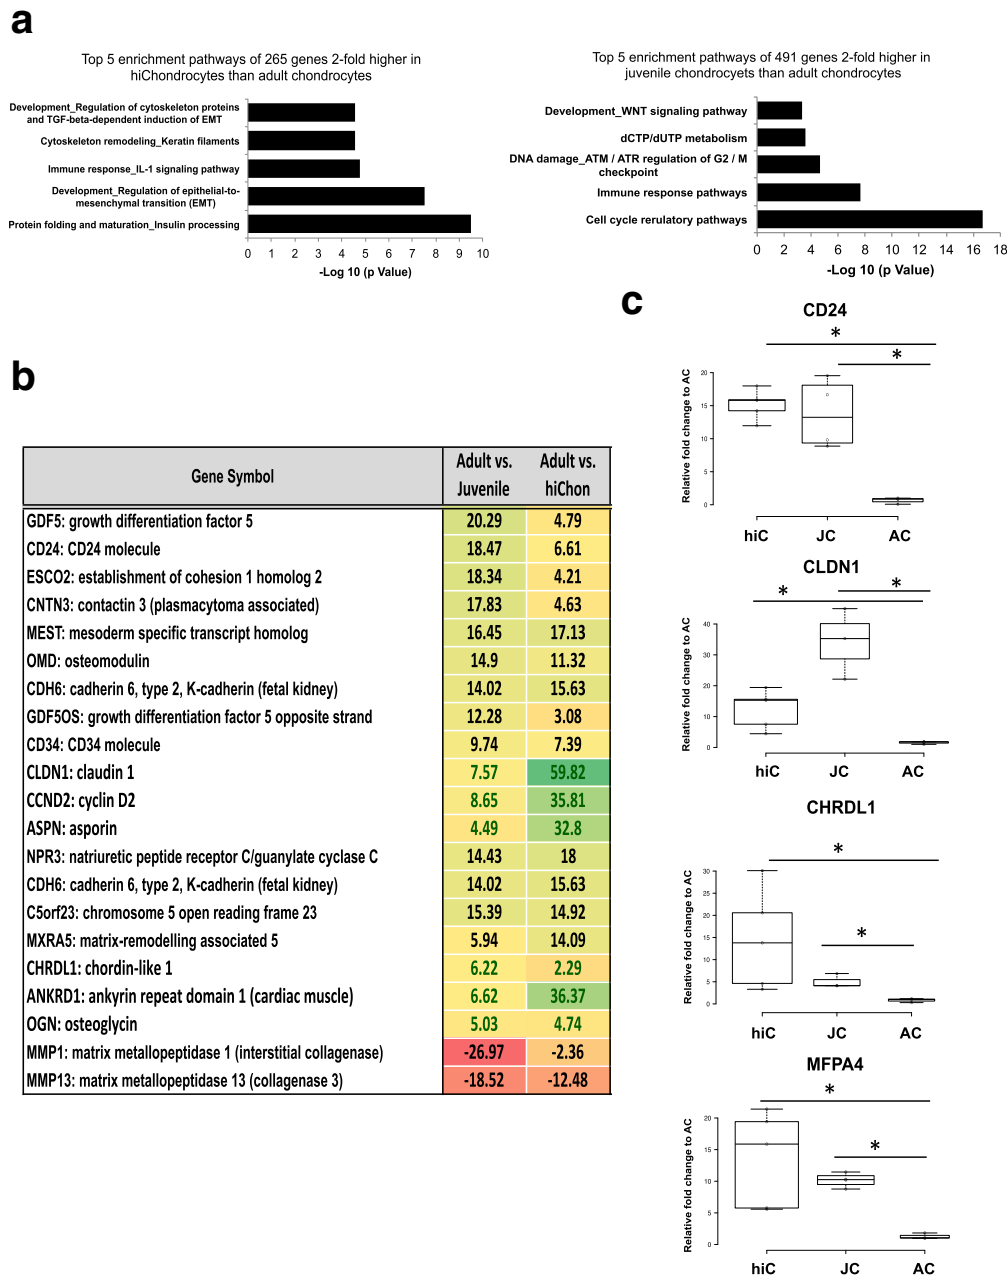 a
Top 5 enrichment pathways of 265 genes 2-fold higher in
hiChondrocytes than adult chondrocytes
Development_Regulation of cytoskeleton proteins
and TGF-beta-dependent induction of EMT
Cytoskeleton remodeling_Keratin filaments
Immune response_IL-1 signaling pathway
Development_Regulation of epithelial-to-
mesenchymal transition (EMT)
Protein folding and maturation_Insulin processing
0 1 2 3 4 5 6 7 8 9 10
-Log 10 (p Value)
Top 5 enrichment pathways of 491 genes 2-fold higher in
juvenile chondrocyets than adult chondrocytes
Development_WNT signaling pathway
dCTP/dUTP metabolism
DNA damage_ATM / ATR regulation of G2 / M
checkpoint
Immune response pathways
Cell cycle rerulatory pathways
0 2 4 6 8 10 12 14 16 18
-Log 10 (p Value)
b
Gene Symbol
Adult vs.
Juvenile
Adult vs.
hiChon
GDF5: growth differentiation factor 5 20.29 4.79
CD24: CD24 molecule 18.47 6.61
ESCO2: establishment of cohesion 1 homolog 2 18.34 4.21
CNTN3: contactin 3 (plasmacytoma associated) 17.83 4.63
MEST: mesoderm specific transcript homolog 16.45 17.13
OMD: osteomodulin 14.9 11.32
CDH6: cadherin 6, type 2, K-cadherin (fetal kidney) 14.02 15.63
GDF5OS: growth differentiation factor 5 opposite strand 12.28 3.08
CD34: CD34 molecule 9.74 7.39
CLDN1: claudin 1 7.57 59.82
CCND2: cyclin D2 8.65 35.81
ASPN: asporin 4.49 32.8
NPR3: natriuretic peptide receptor C/guanylate cyclase C 14.43 18
CDH6: cadherin 6, type 2, K-cadherin (fetal kidney) 14.02 15.63
C5orf23: chromosome 5 open reading frame 23 15.39 14.92
MXRA5: matrix-remodelling associated 5 5.94 14.09
CHRDL1: chordin-like 1 6.22 2.29
ANKRD1: ankyrin repeat domain 1 (cardiac muscle) 6.62 36.37
OGN: osteoglycin 5.03 4.74
MMP1: matrix metallopeptidase 1 (interstitial collagenase) -26.97 -2.36
MMP13: matrix metallopeptidase 13 (collagenase 3) -18.52 -12.48
c
CD24
*
*
Relative fold change to AC
20
15
10
5
0
hiC JC AC
CLDN1
*
*
Relative fold change to AC
40
30
20
10
0
hiC JC AC
CHRDL1
*
*
Relative fold change to AC
30
25
20
15
10
5
0
hiC JC AC
MFPA4
*
*
Relative fold change to AC
20
15
10
5
0
hiC JC AC